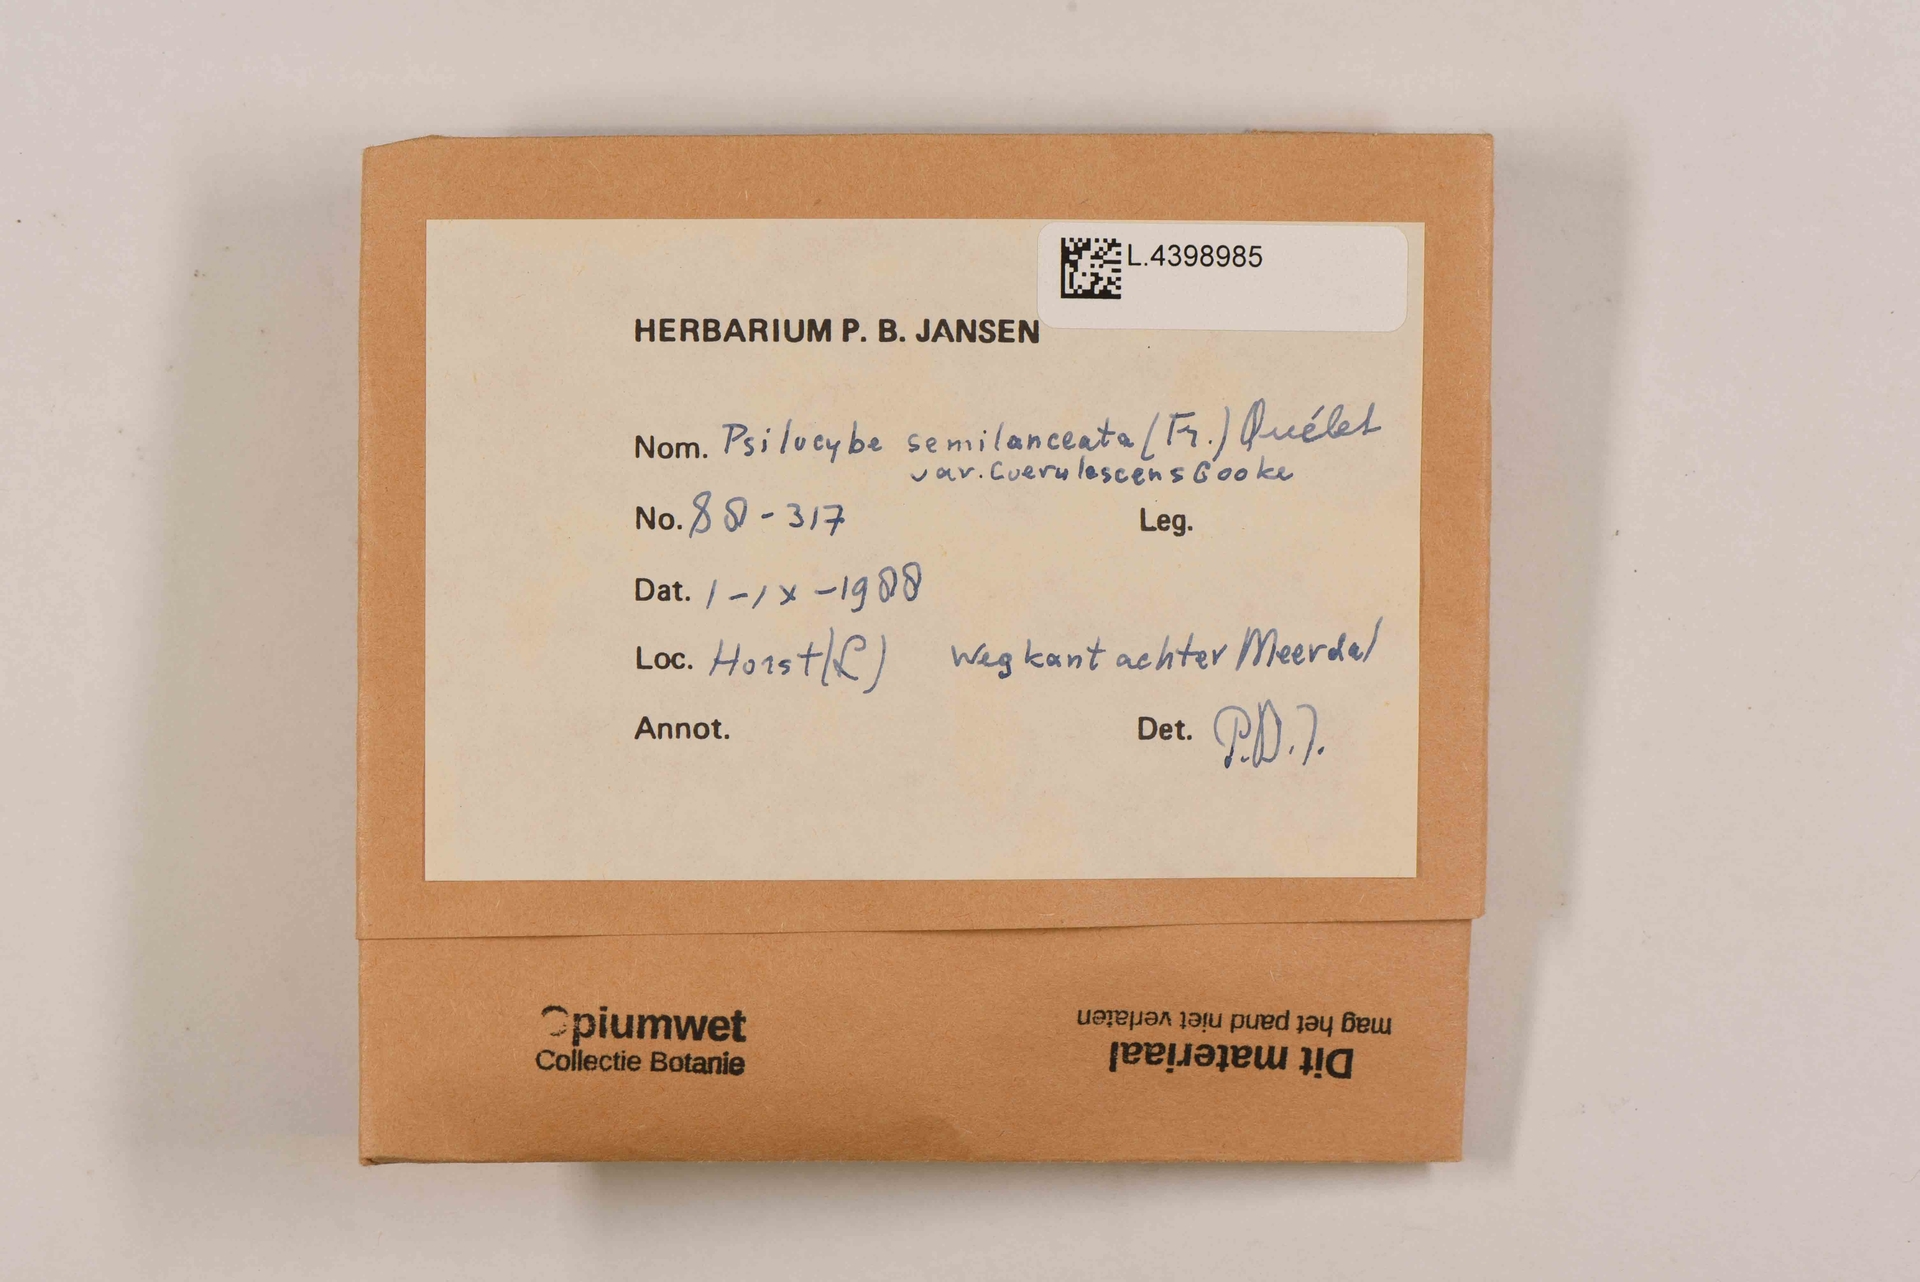 L.4398985
HERBARIUM P. B. JANSEN
Nom. Psilocybe semilanceata (Fr.) Quélet
var. Coerulescens Cooke
No. 88-317 Leg.
Dat. 1-IX-1988
Loc. Horst (L) Wegkant achter Meerdal
Annot. Det. P.B.J.
Opiumwet
Collectie Botanie
Dit materiaal
mag het pand niet verlaten